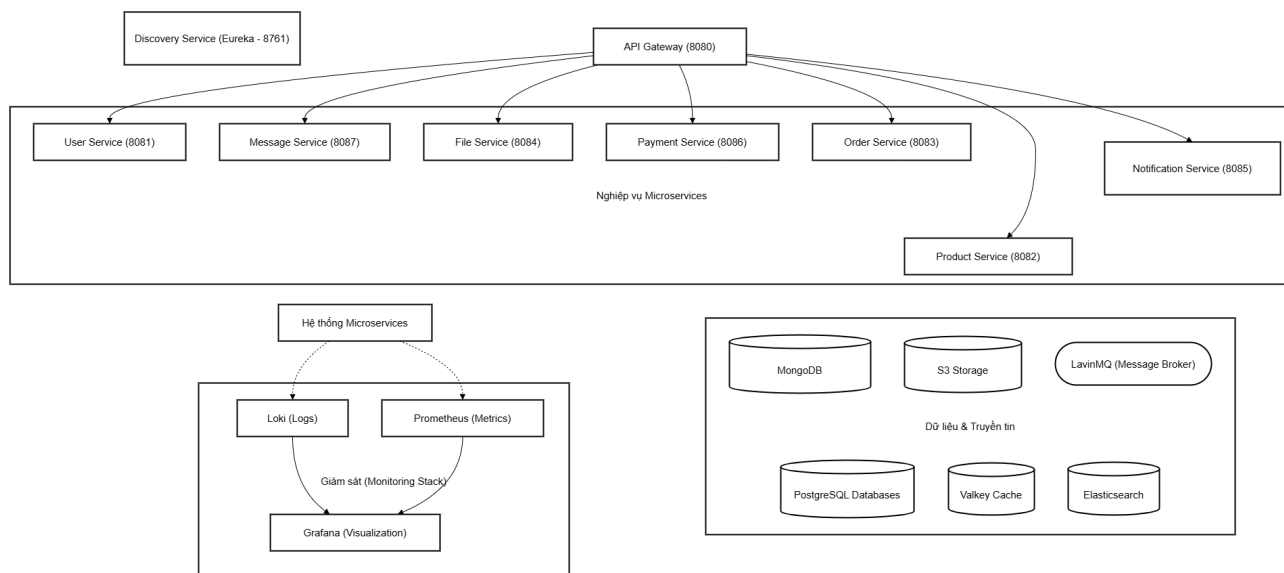 Discovery Service (Eureka - 8761)
API Gateway (8080)
User Service (8081)
Message Service (8087)
File Service (8084)
Payment Service (8086)
Order Service (8083)
Notification Service (8085)
Nghiệp vụ Microservices
Product Service (8082)
Hệ thống Microservices
Loki (Logs)
Prometheus (Metrics)
Giám sát (Monitoring Stack)
Grafana (Visualization)
MongoDB
S3 Storage
LavinMQ (Message Broker)
Dữ liệu & Truyền tin
PostgreSQL Databases
Valkey Cache
Elasticsearch